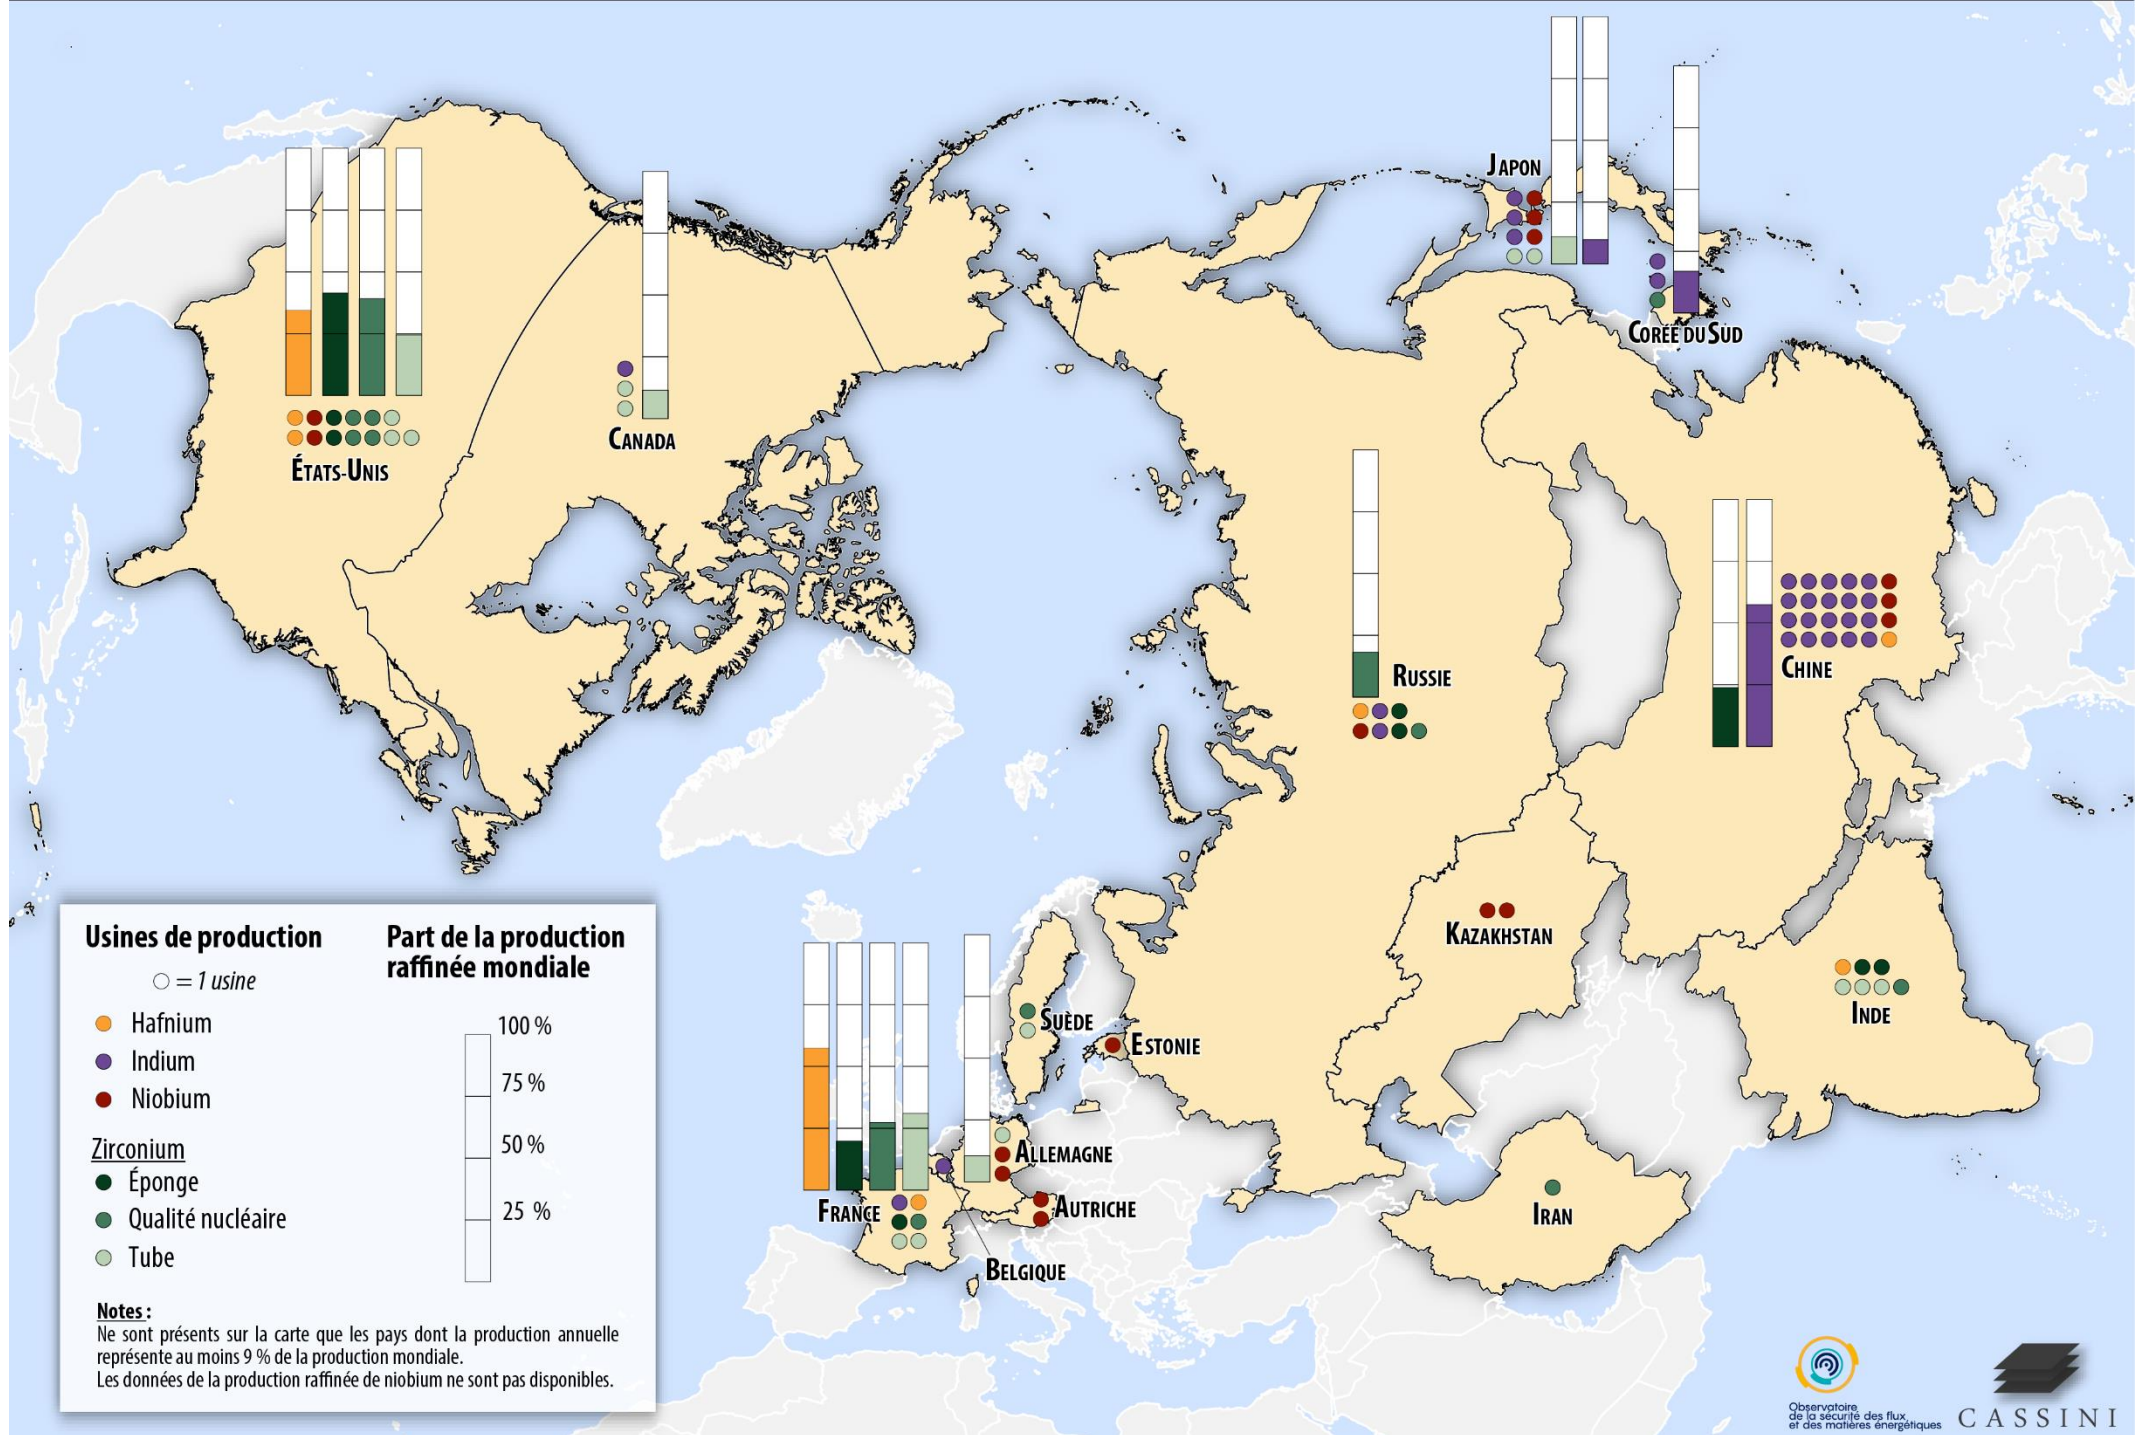 JAPON
CORÉE DU SUD
CANADA
ÉTATS-UNIS
RUSSIE
CHINE
KAZAKHSTAN
INDE
SUÈDE
ESTONIE
ALLEMAGNE
AUTRICHE
FRANCE
BELGIQUE
IRAN
Usines de production
○ = 1 usine
Hafnium
Indium
Niobium
Zirconium
Éponge
Qualité nucléaire
Tube
Part de la production
raffinée mondiale
100 %
75 %
50 %
25 %
Notes :
Ne sont présents sur la carte que les pays dont la production annuelle
représente au moins 9 % de la production mondiale.
Les données de la production raffinée de niobium ne sont pas disponibles.
Observatoire
de la sécurité des flux
et des matières énergétiques
CASSINI